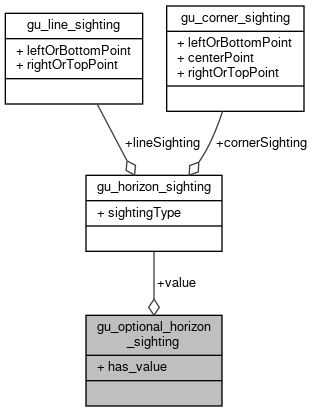 gu_line_sighting
+ leftOrBottomPoint
+ rightOrTopPoint
gu_corner_sighting
+ leftOrBottomPoint
+ centerPoint
+ rightOrTopPoint
+lineSighting
+cornerSighting
gu_horizon_sighting
+ sightingType
+value
gu_optional_horizon
_sighting
+ has_value